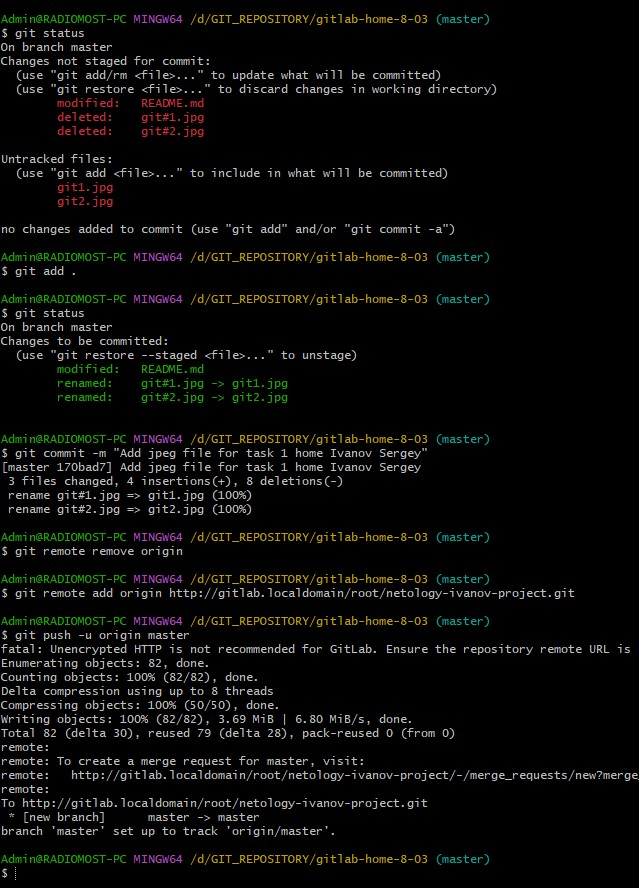 Admin@RADIOMOST-PC MINGW64 /d/GIT_REPOSITORY/gitlab-home-8-03 (master)
$ git status
On branch master
Changes not staged for commit:
  (use "git add/rm <file>..." to update what will be committed)
  (use "git restore <file>..." to discard changes in working directory)
        modified:   README.md
        deleted:    git#1.jpg
        deleted:    git#2.jpg

Untracked files:
  (use "git add <file>..." to include in what will be committed)
        git1.jpg
        git2.jpg

no changes added to commit (use "git add" and/or "git commit -a")

Admin@RADIOMOST-PC MINGW64 /d/GIT_REPOSITORY/gitlab-home-8-03 (master)
$ git add .

Admin@RADIOMOST-PC MINGW64 /d/GIT_REPOSITORY/gitlab-home-8-03 (master)
$ git status
On branch master
Changes to be committed:
  (use "git restore --staged <file>..." to unstage)
        modified:   README.md
        renamed:    git#1.jpg -> git1.jpg
        renamed:    git#2.jpg -> git2.jpg

Admin@RADIOMOST-PC MINGW64 /d/GIT_REPOSITORY/gitlab-home-8-03 (master)
$ git commit -m "Add jpeg file for task 1 home Ivanov Sergey"
[master 170bad7] Add jpeg file for task 1 home Ivanov Sergey
 3 files changed, 4 insertions(+), 8 deletions(-)
 rename git#1.jpg => git1.jpg (100%)
 rename git#2.jpg => git2.jpg (100%)

Admin@RADIOMOST-PC MINGW64 /d/GIT_REPOSITORY/gitlab-home-8-03 (master)
$ git remote remove origin

Admin@RADIOMOST-PC MINGW64 /d/GIT_REPOSITORY/gitlab-home-8-03 (master)
$ git remote add origin http://gitlab.localdomain/root/netology-ivanov-project.git

Admin@RADIOMOST-PC MINGW64 /d/GIT_REPOSITORY/gitlab-home-8-03 (master)
$ git push -u origin master
fatal: Unencrypted HTTP is not recommended for GitLab. Ensure the repository remote URL is
Enumerating objects: 82, done.
Counting objects: 100% (82/82), done.
Delta compression using up to 8 threads
Compressing objects: 100% (50/50), done.
Writing objects: 100% (82/82), 3.69 MiB | 6.80 MiB/s, done.
Total 82 (delta 30), reused 79 (delta 28), pack-reused 0 (from 0)
remote:
remote: To create a merge request for master, visit:
remote:   http://gitlab.localdomain/root/netology-ivanov-project/-/merge_requests/new?merge_
remote:
To http://gitlab.localdomain/root/netology-ivanov-project.git
 * [new branch]      master -> master
branch 'master' set up to track 'origin/master'.

Admin@RADIOMOST-PC MINGW64 /d/GIT_REPOSITORY/gitlab-home-8-03 (master)
$